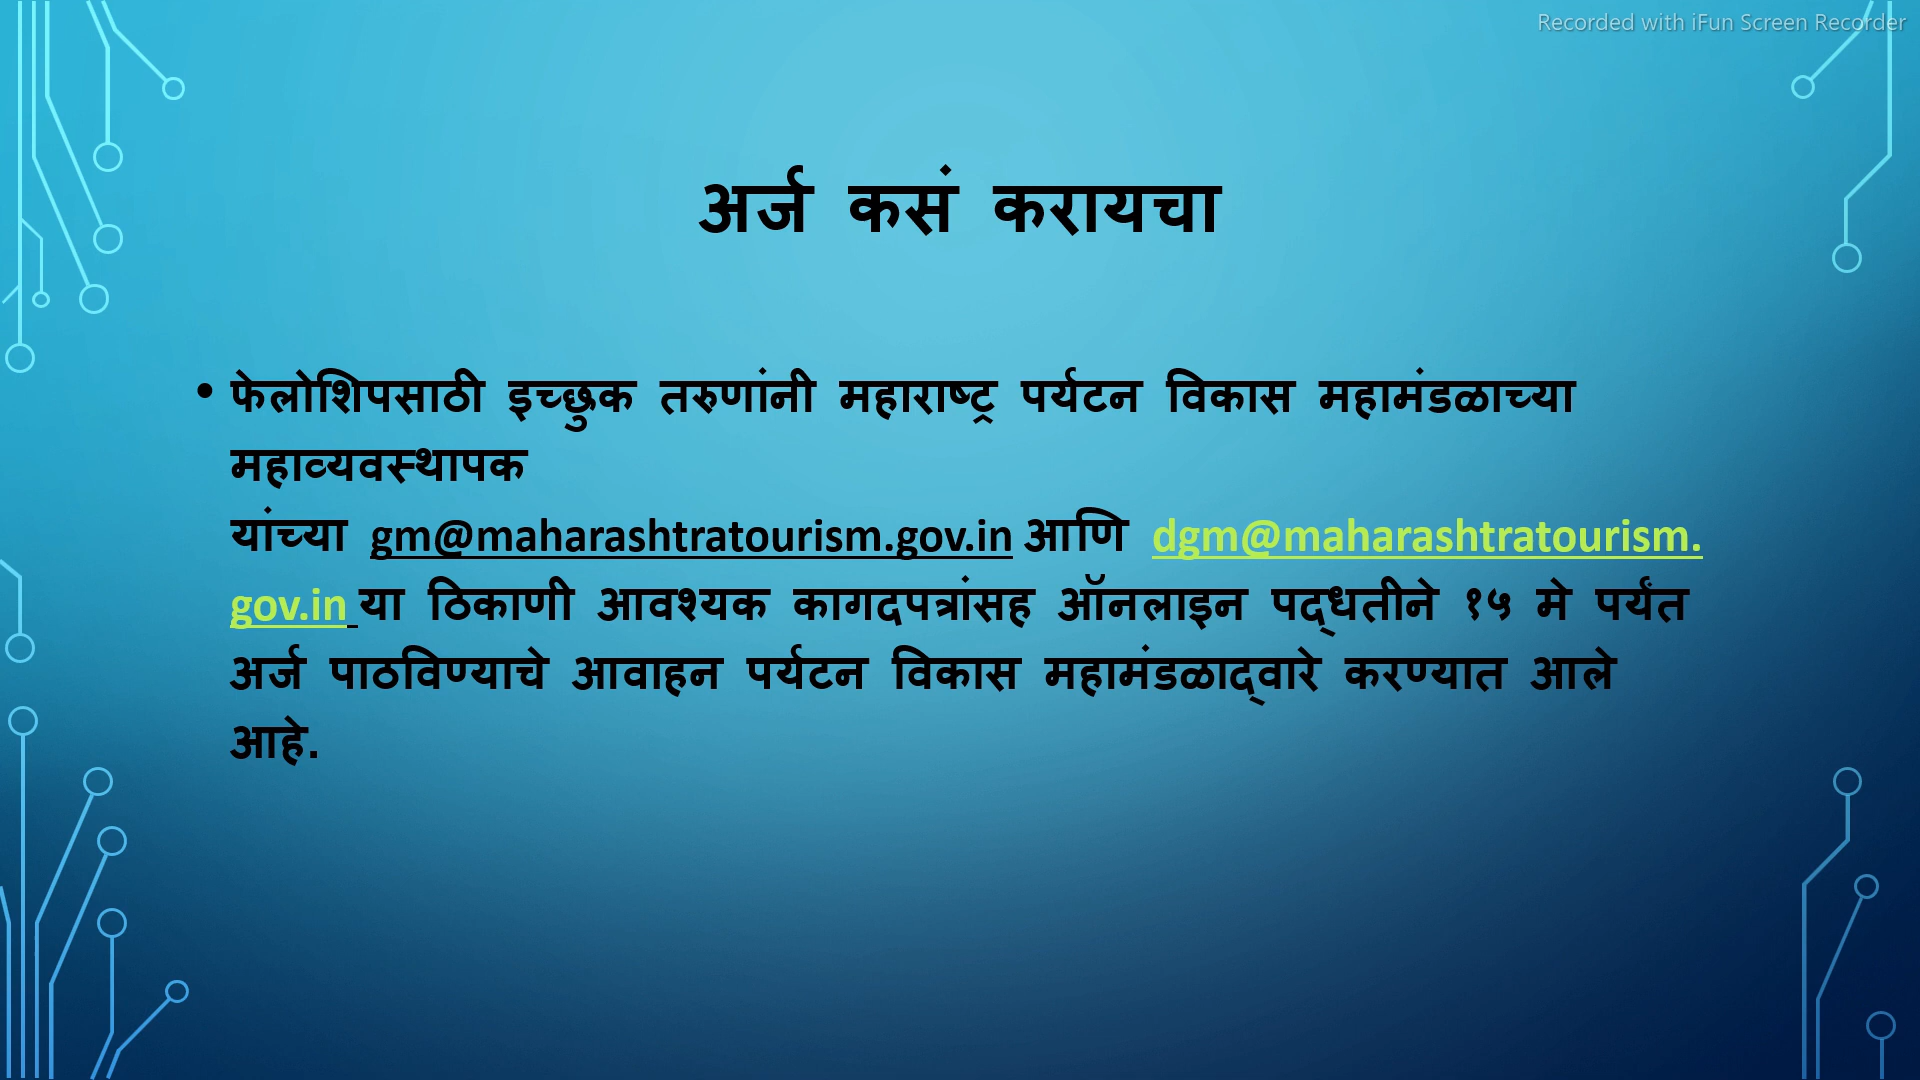 Recorded with iFun Screen Recorder
अर्ज कसं करायचा
• फेलोशिपसाठी इच्छुक तरुणांनी महाराष्ट्र पर्यटन विकास महामंडळाच्या
महाव्यवस्थापक
यांच्या gm@maharashtratourism.gov.in आणि dgm@maharashtratourism.
gov.in या ठिकाणी आवश्यक कागदपत्रांसह ऑनलाइन पद्धतीने १५ मे पर्यंत
अर्ज पाठविण्याचे आवाहन पर्यटन विकास महामंडळाद्वारे करण्यात आले
आहे.